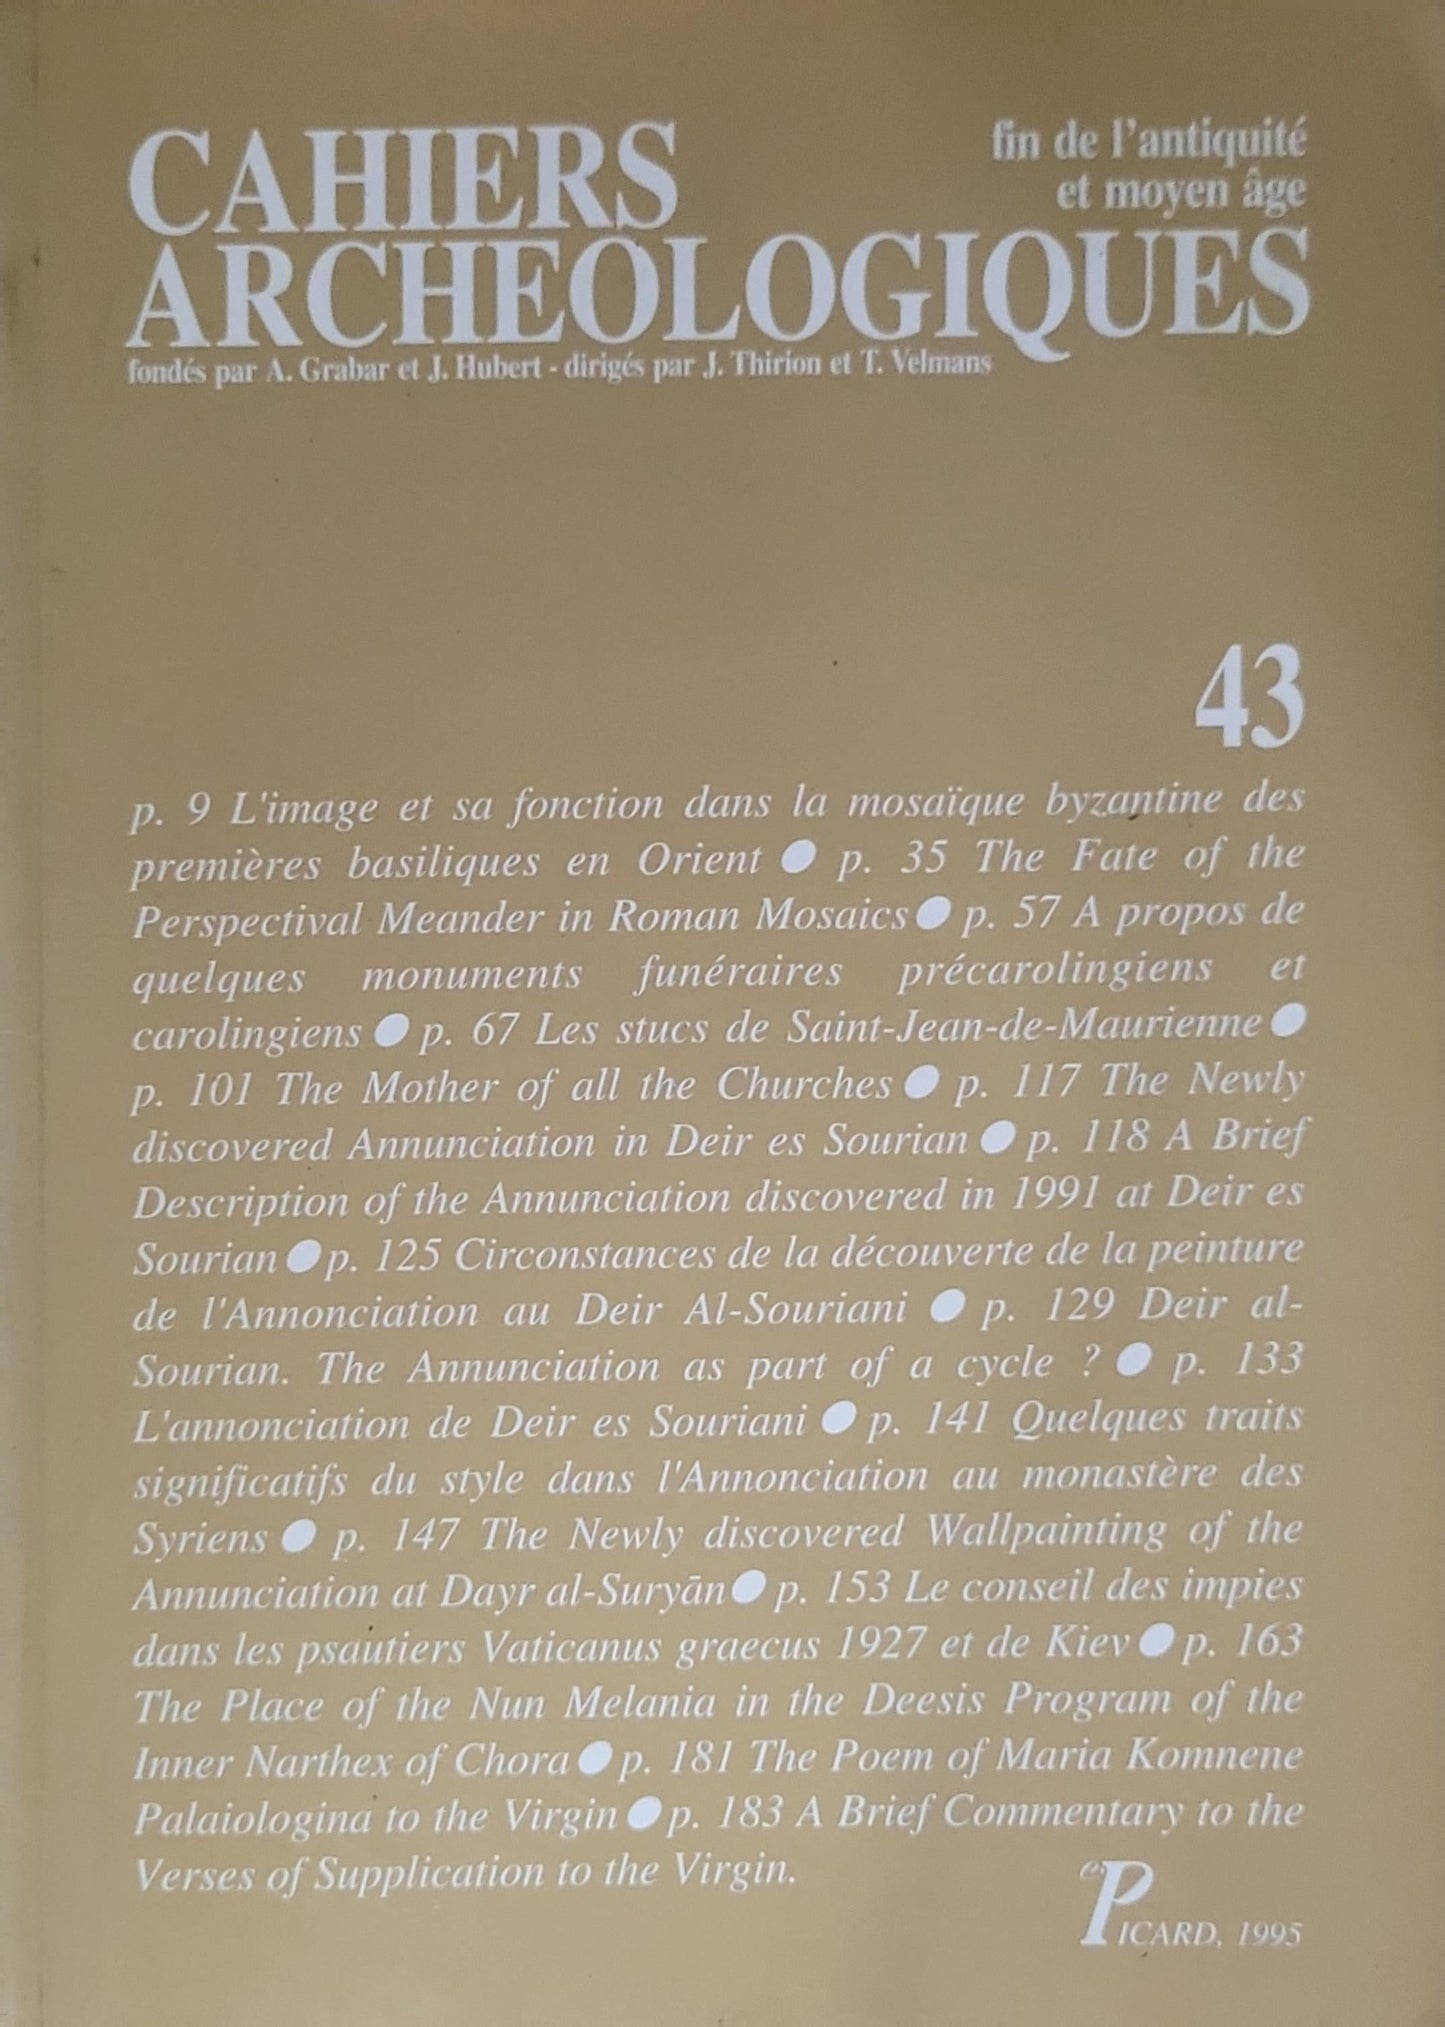 CAHIERS
fin de l'antiquité
et moyen âge
ARCHEOLOGIQUES
fondés par A. Grabar et J. Hubert - dirigés par J. Thirion et T. Velmans
43
p. 9 L'image et sa fonction dans la mosaïque byzantine des
premières basiliques en Orient ● p. 35 The Fate of the
Perspectival Meander in Roman Mosaics ● p. 57 A propos de
quelques monuments funéraires précarolingiens et
carolingiens ● p. 67 Les stucs de Saint-Jean-de-Maurienne ●
p. 101 The Mother of all the Churches ● p. 117 The Newly
discovered Annunciation in Deir es Sourian ● p. 118 A Brief
Description of the Annunciation discovered in 1991 at Deir es
Sourian ● p. 125 Circonstances de la découverte de la peinture
de l'Annonciation au Deir Al-Souriani ● p. 129 Deir al-
Sourian. The Annunciation as part of a cycle ? ● p. 133
L'annonciation de Deir es Souriani ● p. 141 Quelques traits
significatifs du style dans l'Annonciation au monastère des
Syriens ● p. 147 The Newly discovered Wallpainting of the
Annunciation at Dayr al-Suryān ● p. 153 Le conseil des impies
dans les psautiers Vaticanus graecus 1927 et de Kiev ● p. 163
The Place of the Nun Melania in the Deesis Program of the
Inner Narthex of Chora ● p. 181 The Poem of Maria Komnene
Palaiologina to the Virgin ● p. 183 A Brief Commentary to the
Verses of Supplication to the Virgin.
PICARD, 1995